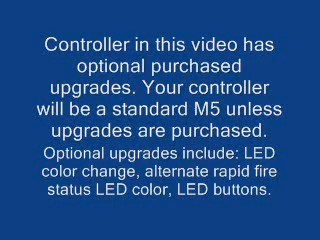 Controller in this video has
optional purchased
upgrades. Your controller
will be a standard M5 unless
upgrades are purchased.
Optional upgrades include: LED
color change, alternate rapid fire
status LED color, LED buttons.